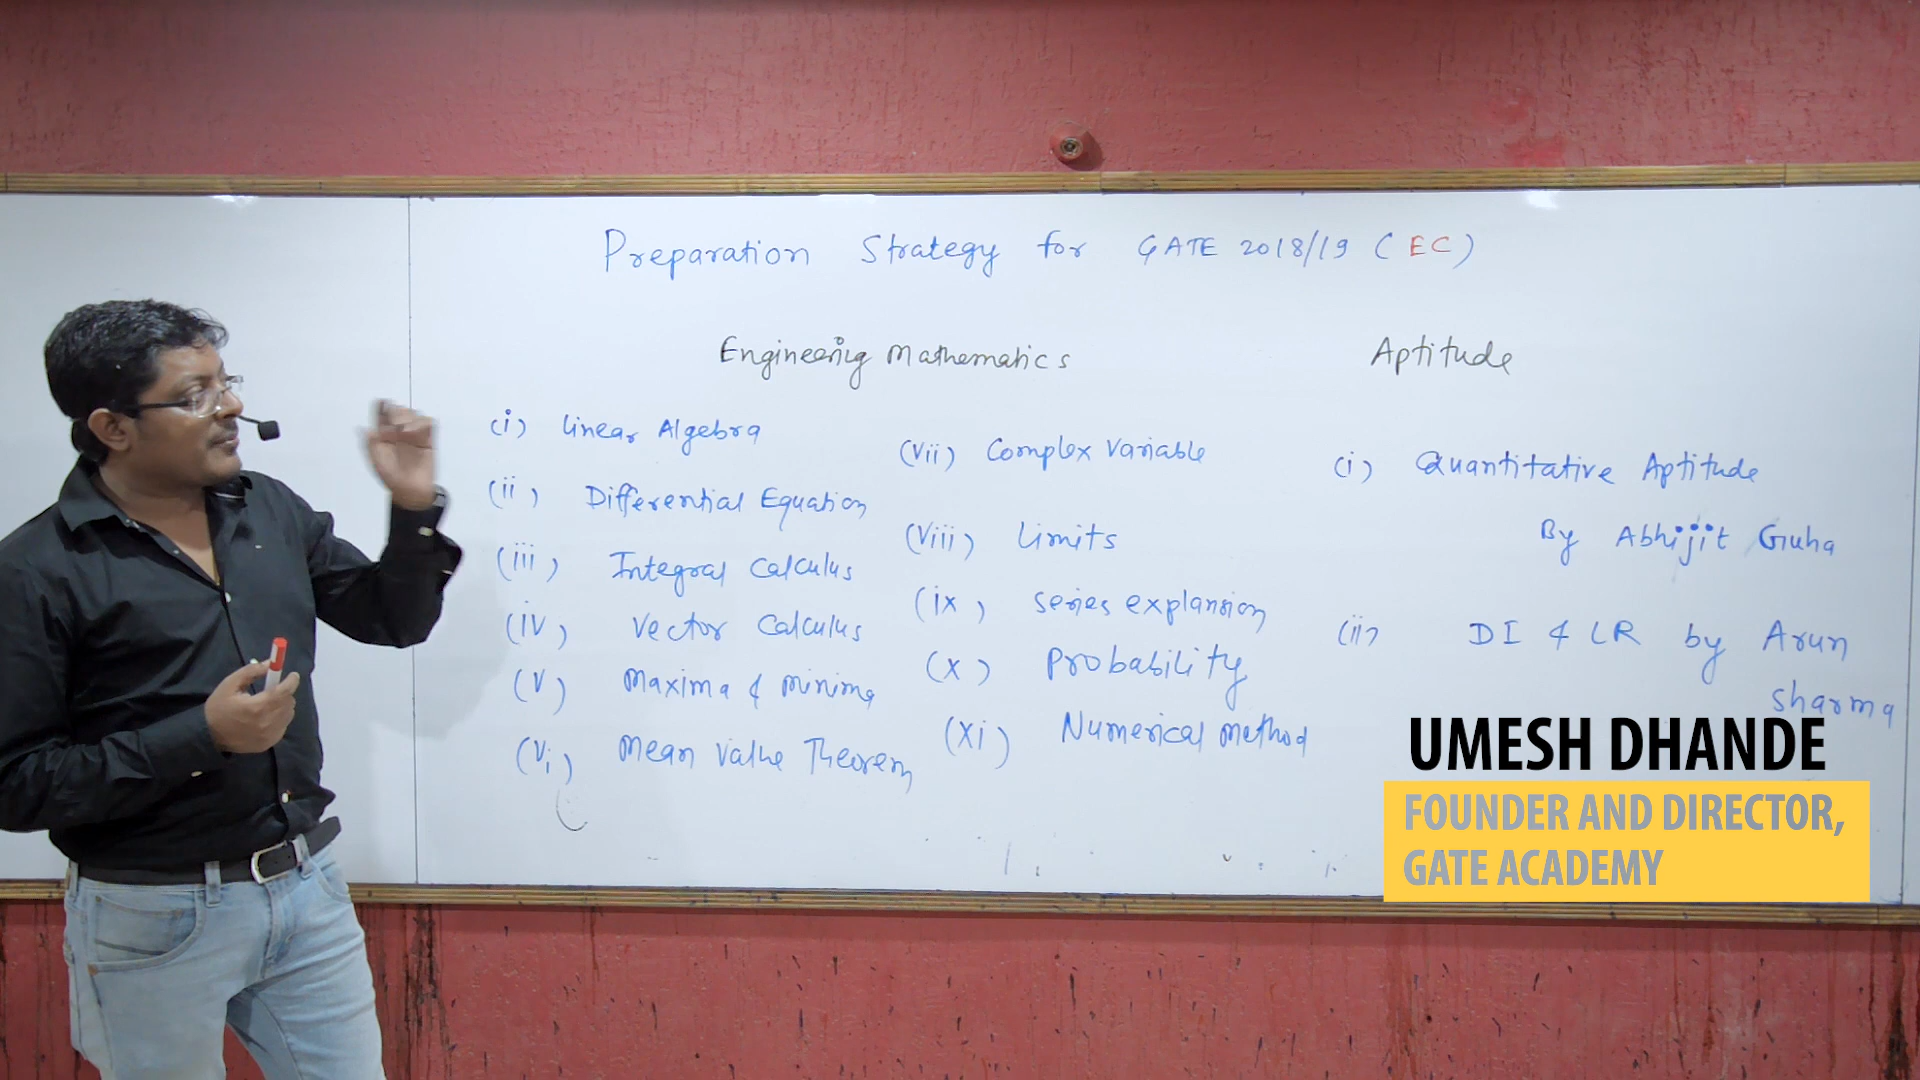 Preparation Strategy for GATE 2018/19 (EC)
Engineering Mathematics
(i) Linear Algebra
(ii) Differential Equation
(iii) Integral Calculus
(iv) Vector Calculus
(v) Maxima & Minima
(vi) Mean Value Theorem
(vii) Complex Variable
(viii) Limits
(ix) series explansion
(x) Probability
(xi) Numerical Method
Aptitude
(i) Quantitative Aptitude
By Abhijit Guha
(ii) DI & LR by Arun
sharma
UMESH DHANDE
FOUNDER AND DIRECTOR,
GATE ACADEMY